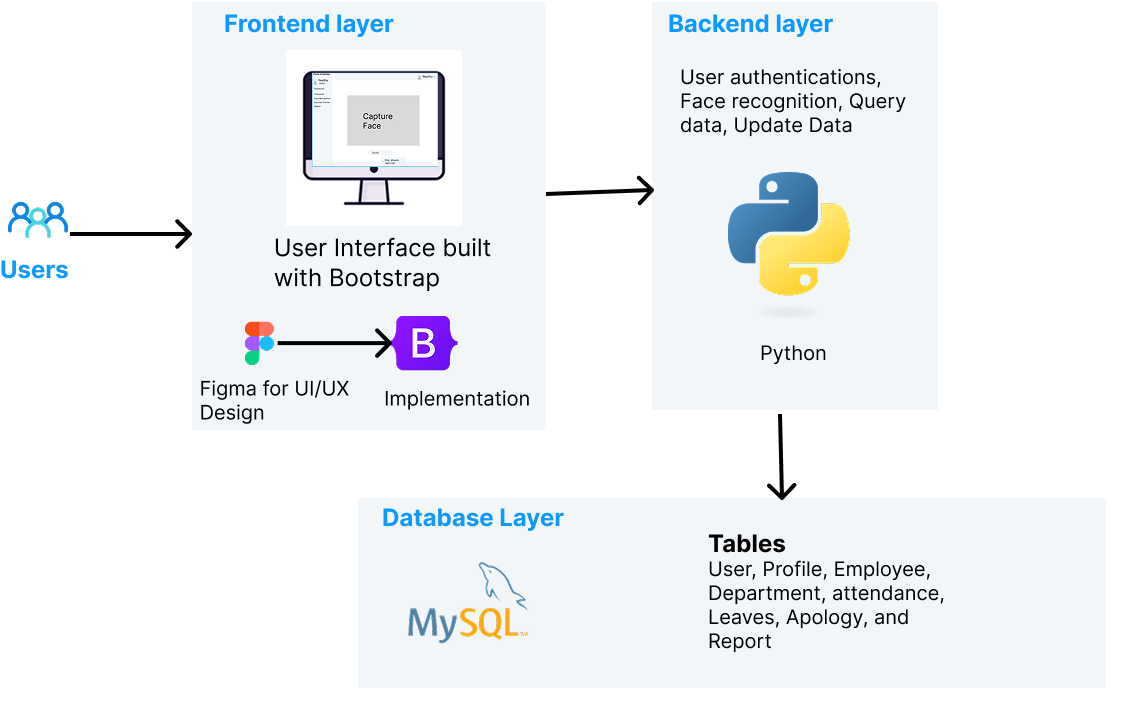 Frontend layer
Capture
Face
User Interface built
with Bootstrap
B
Figma for UI/UX
Design
Implementation
Users
Backend layer
User authentications,
Face recognition, Query
data, Update Data
Python
Database Layer
MySQL
Tables
User, Profile, Employee,
Department, attendance,
Leaves, Apology, and
Report